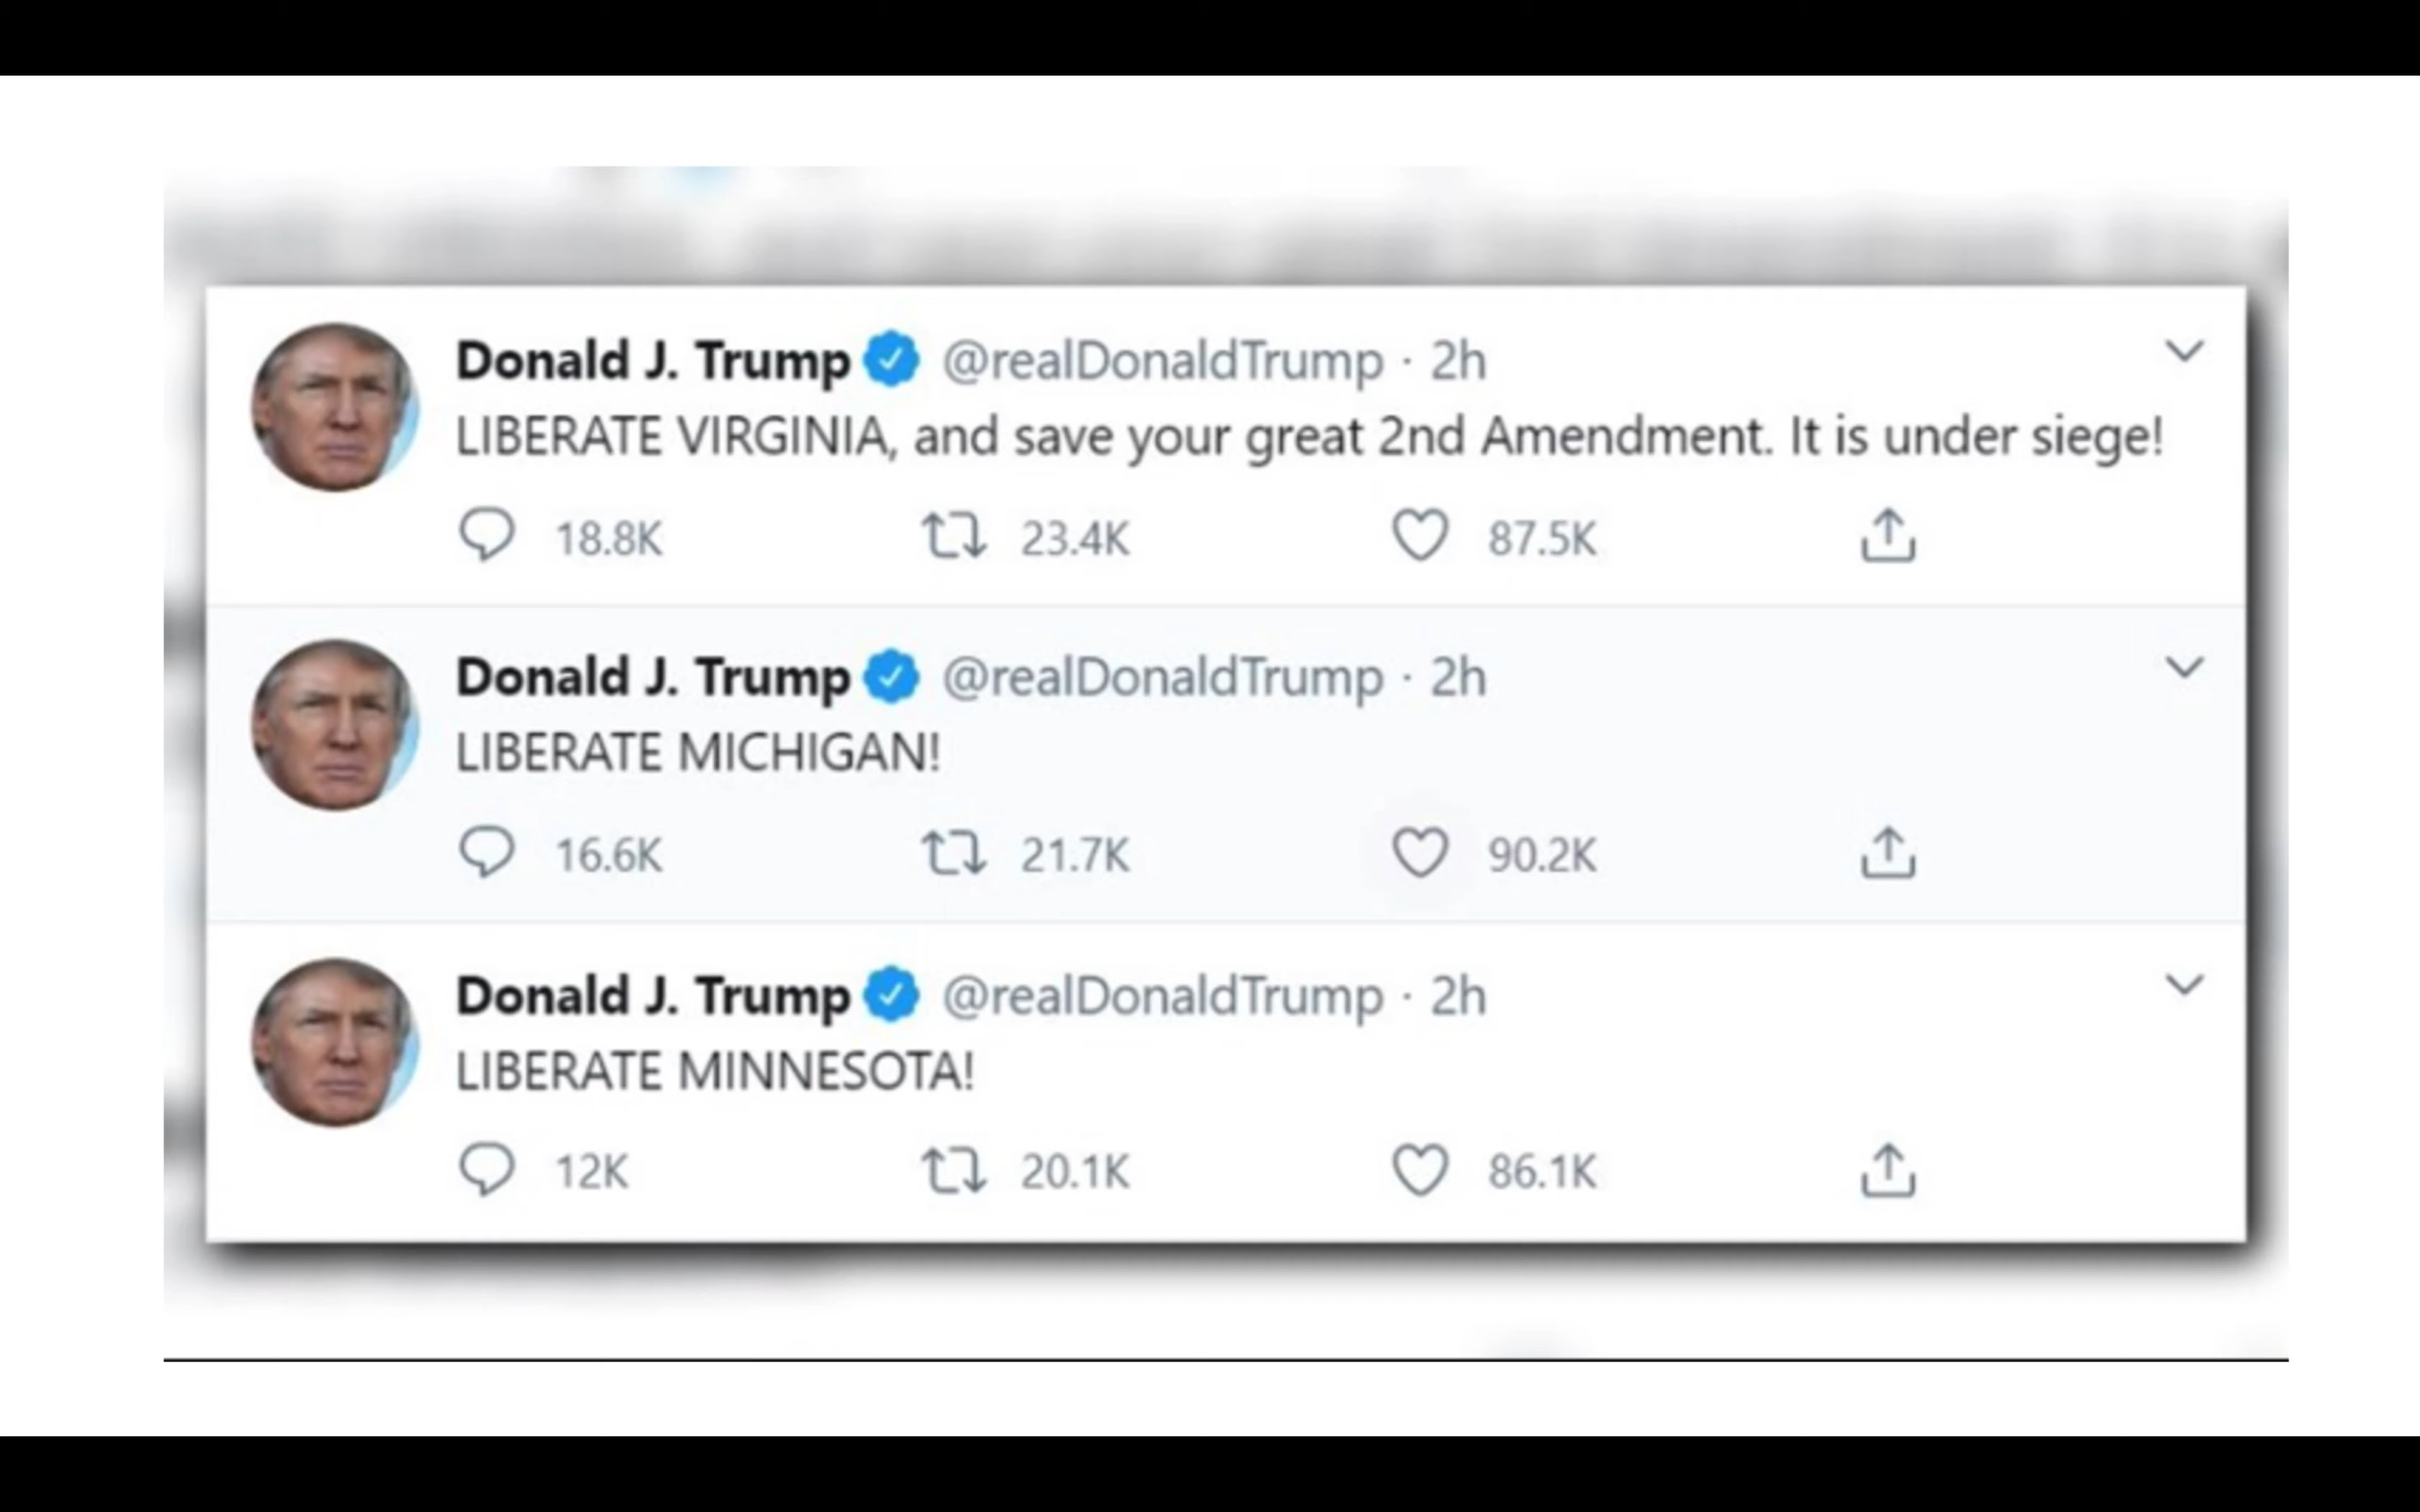 Donald J. Trump @realDonaldTrump · 2h
LIBERATE VIRGINIA, and save your great 2nd Amendment. It is under siege!
18.8K 23.4K 87.5K
Donald J. Trump @realDonaldTrump · 2h
LIBERATE MICHIGAN!
16.6K 21.7K 90.2K
Donald J. Trump @realDonaldTrump · 2h
LIBERATE MINNESOTA!
12K 20.1K 86.1K